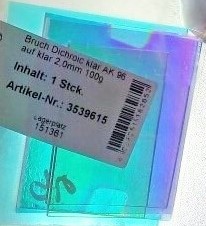 Bruch Dichroic klar AK 96
auf klar 2,0mm 100g
Inhalt: 1 Stck.
Artikel-Nr.: 3539615
Lagerplatz
151361